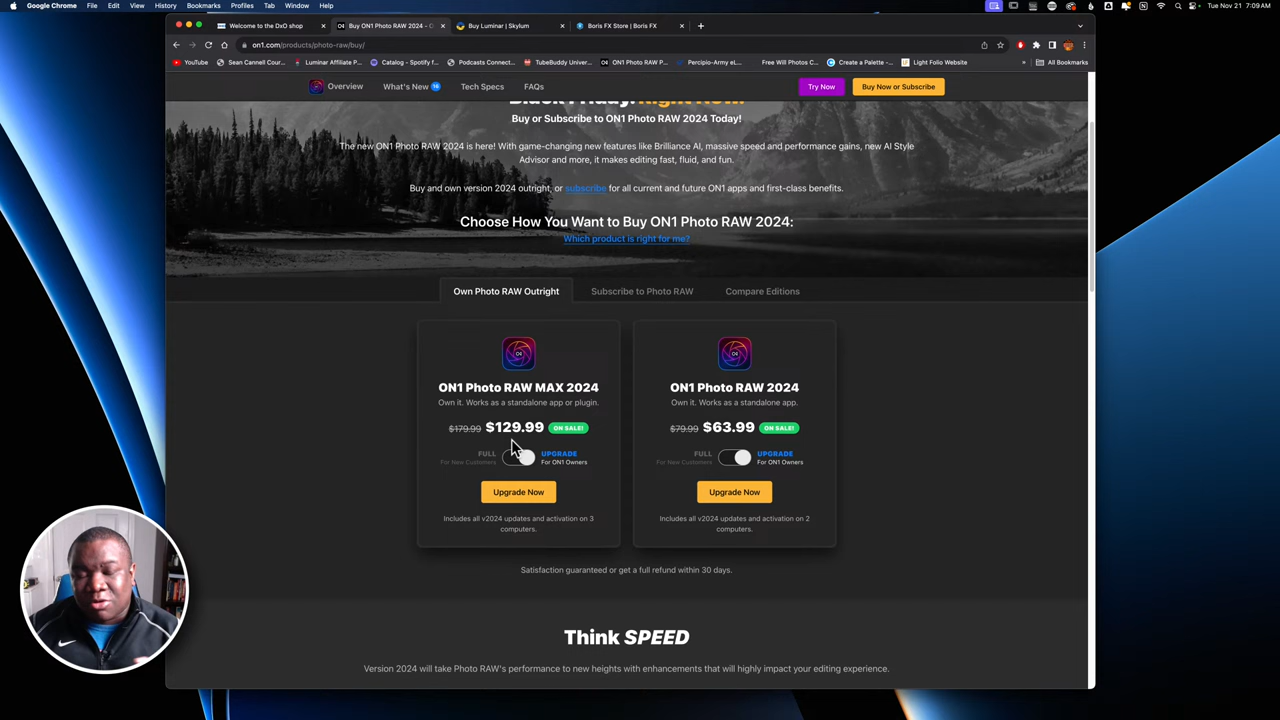 Google Chrome File Edit View History Bookmarks Profiles Tab Window Help Tue Nov 21 7:09 AM
Welcome to the DxO shop Buy ON1 Photo RAW 2024 – O Buy Luminar | Skylum Boris FX Store | Boris FX
on1.com/products/photo-raw/buy/
YouTube Sean Cannell Cour... Luminar Affiliate P... Catalog - Spotify f... Podcasts Connect... TubeBuddy Univer... ON1 Photo RAW P... Percipio-Army eL... Free Will Photos C... Create a Palette -... Light Folio Website » All Bookmarks
Overview What's New 16 Tech Specs FAQs Try Now Buy Now or Subscribe
Black Friday. Right Now.
Buy or Subscribe to ON1 Photo RAW 2024 Today!
The new ON1 Photo RAW 2024 is here! With game-changing new features like Brilliance AI, massive speed and performance gains, new AI Style
Advisor and more, it makes editing fast, fluid, and fun.
Buy and own version 2024 outright, or subscribe for all current and future ON1 apps and first-class benefits.
Choose How You Want to Buy ON1 Photo RAW 2024:
Which product is right for me?
Own Photo RAW Outright Subscribe to Photo RAW Compare Editions
ON1 Photo RAW MAX 2024
Own it. Works as a standalone app or plugin.
$179.99 $129.99 ON SALE!
FULL UPGRADE
For New Customers For ON1 Owners
Upgrade Now
Includes all v2024 updates and activation on 3
computers.
ON1 Photo RAW 2024
Own it. Works as a standalone app.
$79.99 $63.99 ON SALE!
FULL UPGRADE
For New Customers For ON1 Owners
Upgrade Now
Includes all v2024 updates and activation on 2
computers.
Satisfaction guaranteed or get a full refund within 30 days.
Think SPEED
Version 2024 will take Photo RAW's performance to new heights with enhancements that will highly impact your editing experience.